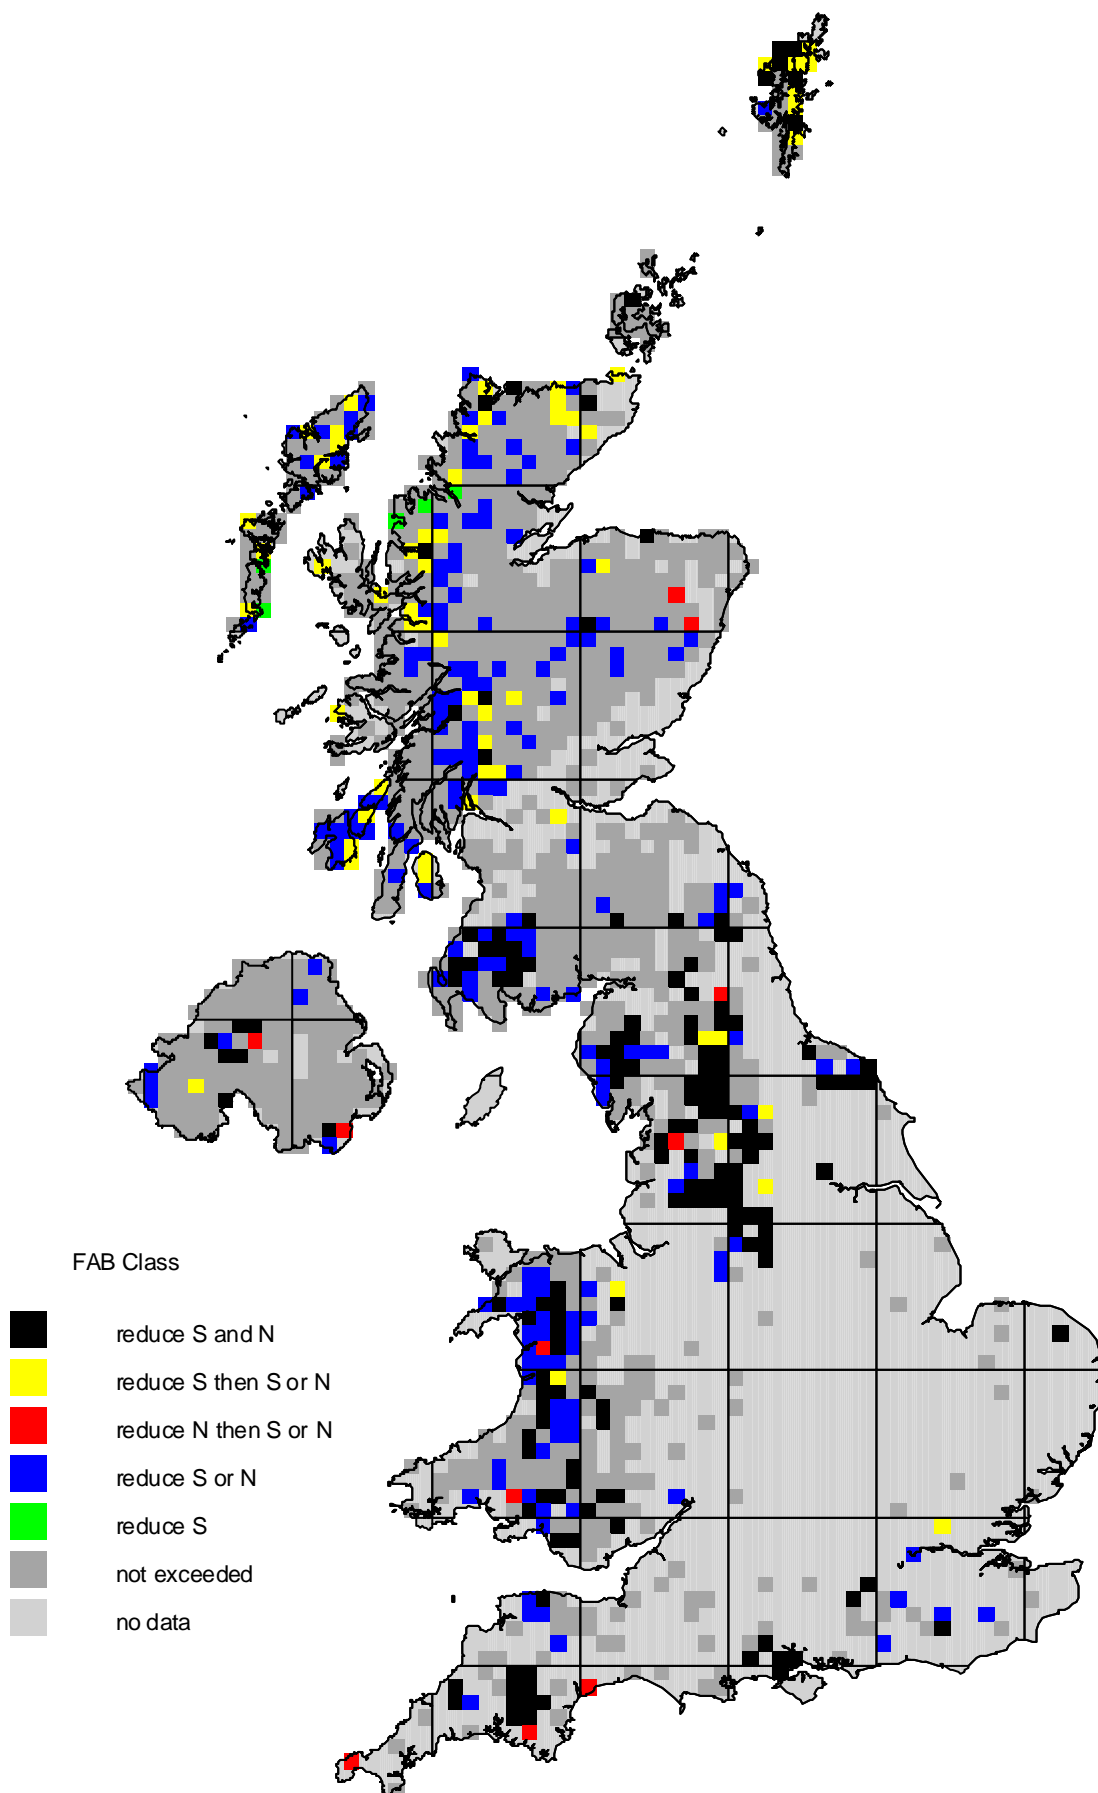 FAB Class
reduce S and N
reduce S then S or N
reduce N then S or N
reduce S or N
reduce S
not exceeded
no data